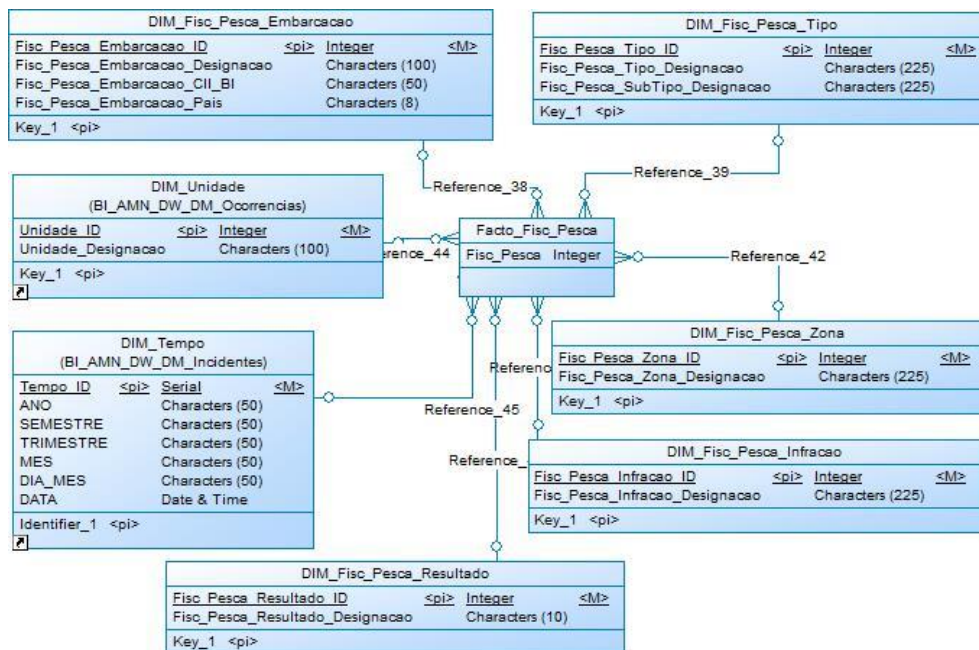 DIM_Fisc_Pesca_Embarcacao
Fisc_Pesca_Embarcacao_ID <pi> Integer <M>
Fisc_Pesca_Embarcacao_Designacao Characters (100)
Fisc_Pesca_Embarcacao_CII_BI Characters (50)
Fisc_Pesca_Embarcacao_Pais Characters (8)
Key_1 <pi>
DIM_Fisc_Pesca_Tipo
Fisc_Pesca_Tipo_ID <pi> Integer <M>
Fisc_Pesca_Tipo_Designacao Characters (225)
Fisc_Pesca_SubTipo_Designacao Characters (225)
Key_1 <pi>
Reference_38
Reference_39
DIM_Unidade
(BI_AMN_DW_DM_Ocorrencias)
Unidade_ID <pi> Integer <M>
Unidade_Designacao Characters (100)
Key_1 <pi>
erence_44
Facto_Fisc_Pesca
Fisc_Pesca Integer
Reference_42
DIM_Tempo
(BI_AMN_DW_DM_Incidentes)
Tempo_ID <pi> Serial <M>
ANO Characters (50)
SEMESTRE Characters (50)
TRIMESTRE Characters (50)
MES Characters (50)
DIA_MES Characters (50)
DATA Date & Time
Identifier_1 <pi>
Reference_45
Referenc
Reference_
DIM_Fisc_Pesca_Zona
Fisc_Pesca_Zona_ID <pi> Integer <M>
Fisc_Pesca_Zona_Designacao Characters (225)
Key_1 <pi>
DIM_Fisc_Pesca_Infracao
Fisc_Pesca_Infracao_ID <pi> Integer <M>
Fisc_Pesca_Infracao_Designacao Characters (225)
Key_1 <pi>
DIM_Fisc_Pesca_Resultado
Fisc_Pesca_Resultado_ID <pi> Integer <M>
Fisc_Pesca_Resultado_Designacao Characters (10)
Key_1 <pi>